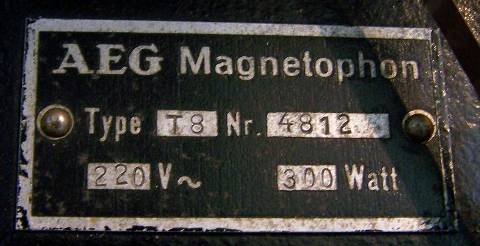 AEG Magnetophon
Type T8 Nr. 4812
220 V~ 300 Watt